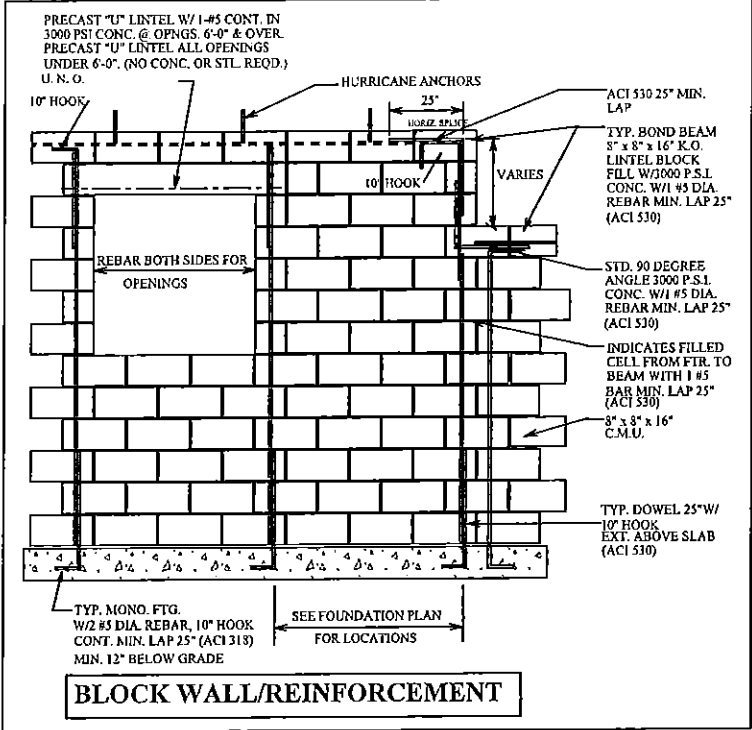 PRECAST "U" LINTEL W/ 1-#5 CONT. IN
3000 PSI CONC. @ OPNGS. 6'-0" & OVER.
PRECAST "U" LINTEL ALL OPENINGS
UNDER 6'-0". (NO CONC. OR STL. REQD.)
U. N. O.
10" HOOK
HURRICANE ANCHORS
25"
HORIZ. SPLICE
10" HOOK
VARIES
REBAR BOTH SIDES FOR
OPENINGS
ACI 530 25" MIN.
LAP
TYP. BOND BEAM
8" x 8" x 16" K.O.
LINTEL BLOCK
FILL W/3000 P.S.I.
CONC. W/1 #5 DIA.
REBAR MIN. LAP 25"
(ACI 530)
STD. 90 DEGREE
ANGLE 3000 P.S.I.
CONC. W/1 #5 DIA.
REBAR MIN. LAP 25"
(ACI 530)
INDICATES FILLED
CELL FROM FTR. TO
BEAM WITH 1 #5
BAR MIN. LAP 25"
(ACI 530)
8" x 8" x 16"
C.M.U.
TYP. DOWEL 25"W/
10" HOOK
EXT. ABOVE SLAB
(ACI 530)
TYP. MONO. FTG.
W/2 #5 DIA. REBAR, 10" HOOK
CONT. MIN. LAP 25" (ACI 318)
MIN. 12" BELOW GRADE
SEE FOUNDATION PLAN
FOR LOCATIONS
BLOCK WALL/REINFORCEMENT